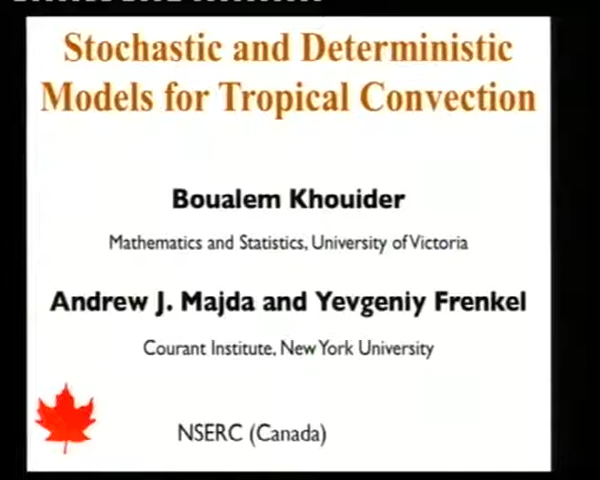 Stochastic and Deterministic
Models for Tropical Convection
Boualem Khouider
Mathematics and Statistics, University of Victoria
Andrew J. Majda and Yevgeniy Frenkel
Courant Institute, New York University
NSERC (Canada)